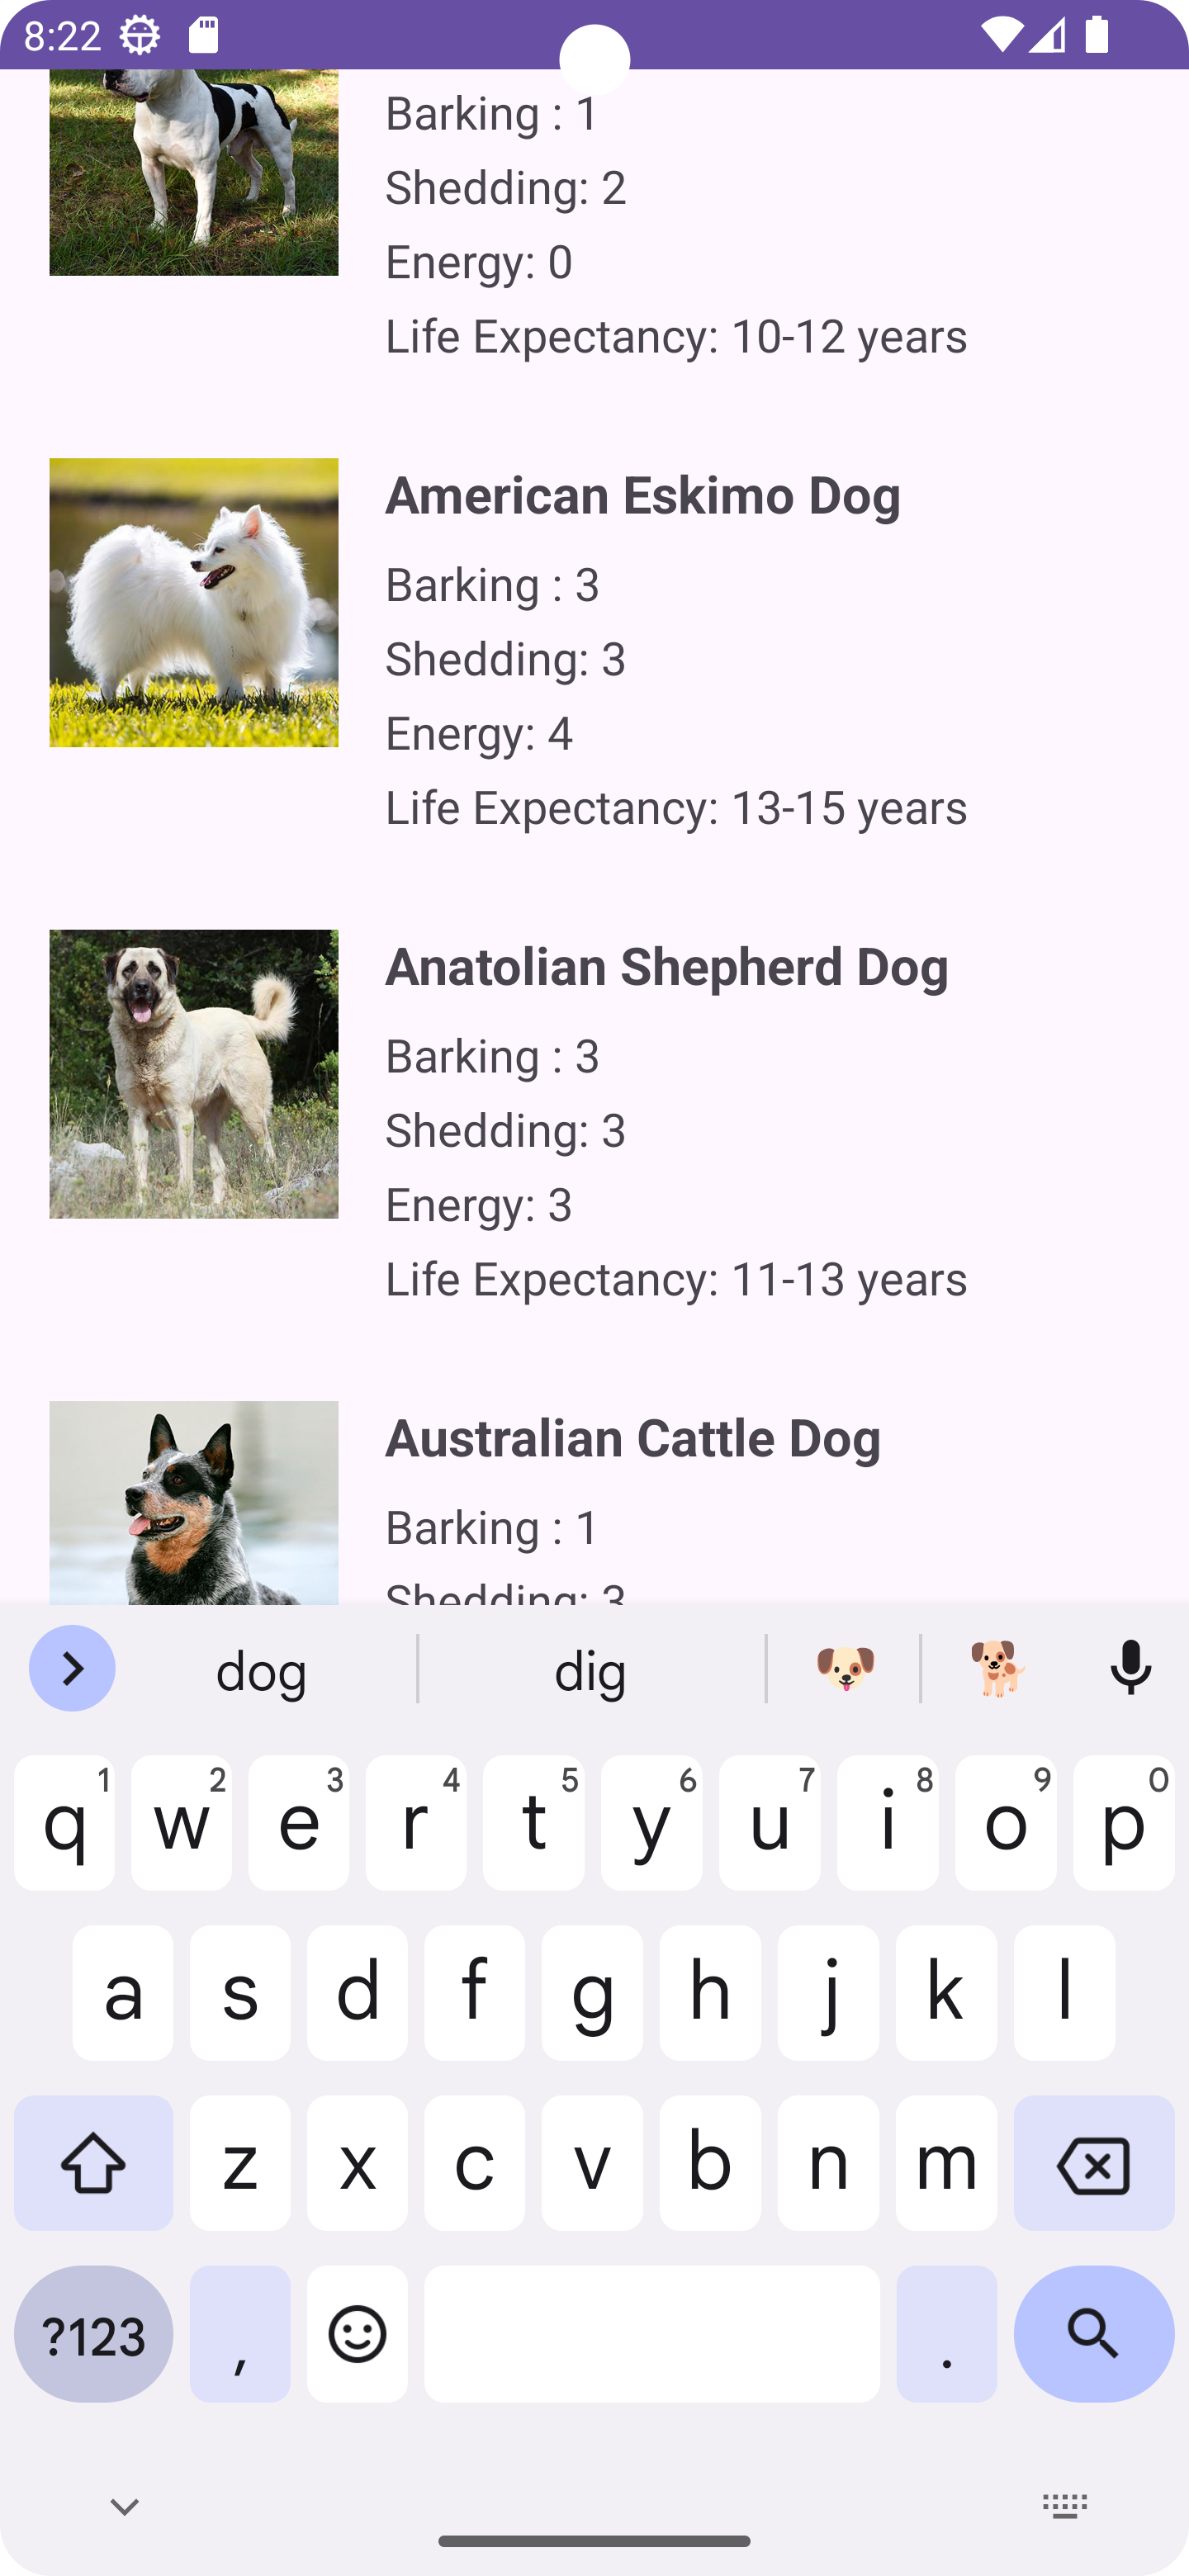 8:22
Barking : 1
Shedding: 2
Energy: 0
Life Expectancy: 10-12 years
American Eskimo Dog
Barking : 3
Shedding: 3
Energy: 4
Life Expectancy: 13-15 years
Anatolian Shepherd Dog
Barking : 3
Shedding: 3
Energy: 3
Life Expectancy: 11-13 years
Australian Cattle Dog
Barking : 1
Shedding: 3
dog dig
1 2 3 4 5 6 7 8 9 0
q w e r t y u i o p
a s d f g h j k l
z x c v b n m
?123 , .